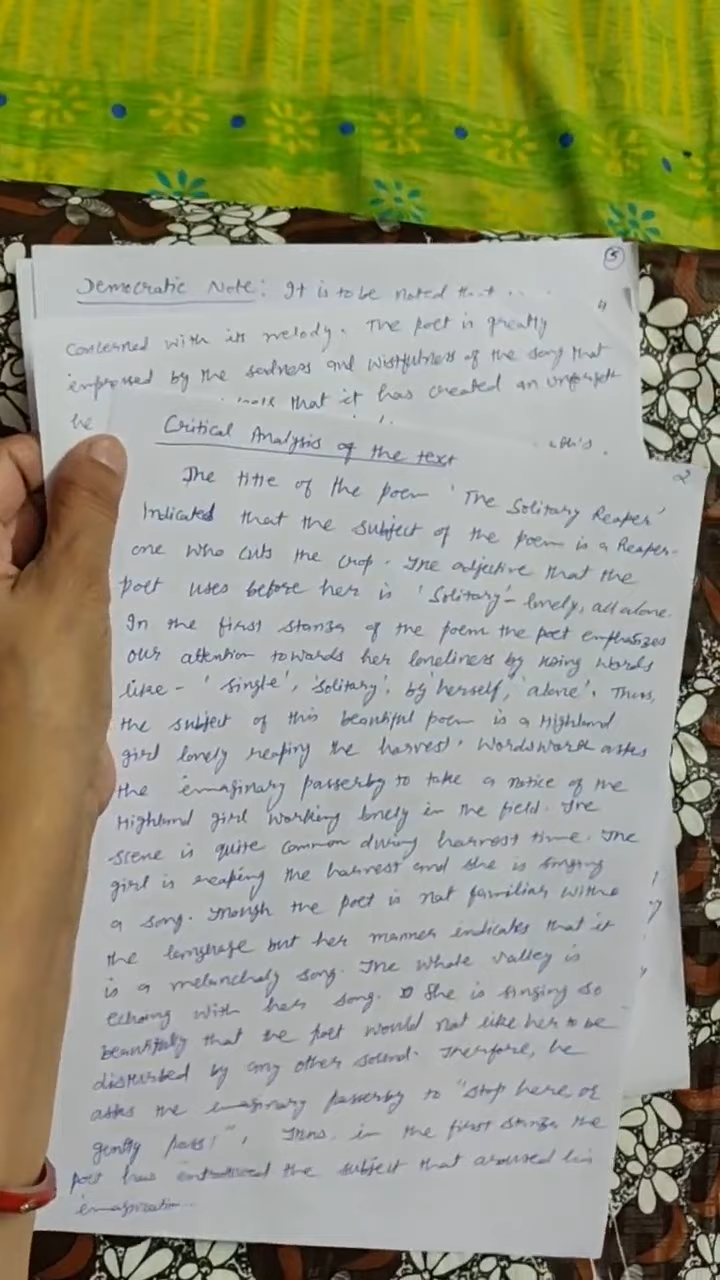 5
Democratic Note: It is to be noted that ....
concerned with its melody. The poet is greatly
impressed by the sadness and wistfulness of the song that
that it has created an
he
2
Critical Analysis of the text
The title of the poem 'The Solitary Reaper'
indicated that the subject of the poem is a Reaper-
one who cuts the crop. The adjective that the
poet uses before her is 'Solitary' - lonely, all alone.
In the first stanza of the poem the poet emphasizes
our attention towards her loneliness by using words
like - 'single', 'solitary', by 'herself', 'alone'. Thus,
the subject of this beautiful poem is a Highland
girl lonely reaping the harvest. Wordsworth asks
the imaginary passerby to take a notice of the
Highland girl working lonely in the field. The
scene is quite common during harvest time. The
girl is reaping the harvest and she is singing
a song. Though the poet is not familiar with
the language but her manner indicates that it
is a melancholy song. The whole valley is
echoing with her song. She is singing so
beautifully that the poet would not like her to be
disturbed by any other sound. Therefore, he
asks the imaginary passerby to "stop here or
gently pass!", Thus in the first stanza the
poet has introduced the subject that aroused his
imagination...